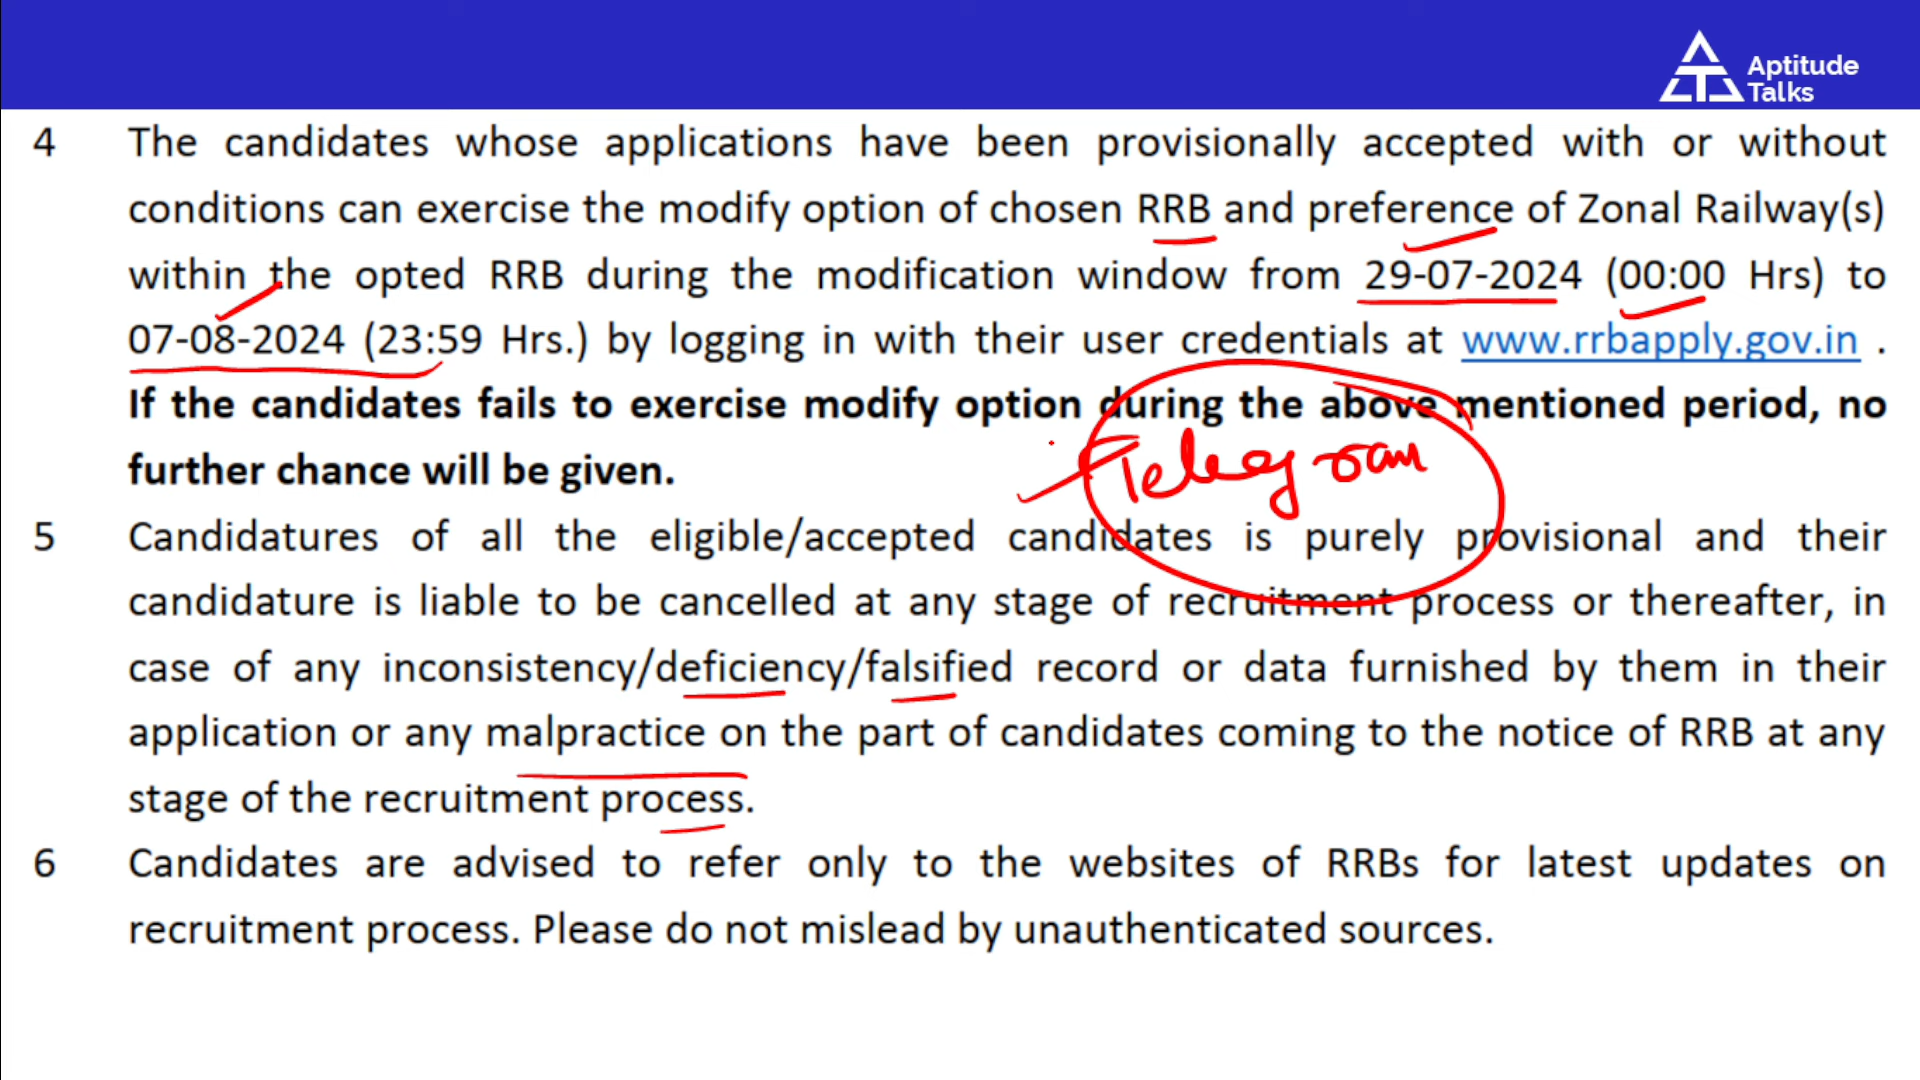 Aptitude
Talks
4 The candidates whose applications have been provisionally accepted with or without
conditions can exercise the modify option of chosen RRB and preference of Zonal Railway(s)
within the opted RRB during the modification window from 29-07-2024 (00:00 Hrs) to
07-08-2024 (23:59 Hrs.) by logging in with their user credentials at www.rrbapply.gov.in .
If the candidates fails to exercise modify option during the above mentioned period, no
further chance will be given.
Telegram
5 Candidatures of all the eligible/accepted candidates is purely provisional and their
candidature is liable to be cancelled at any stage of recruitment process or thereafter, in
case of any inconsistency/deficiency/falsified record or data furnished by them in their
application or any malpractice on the part of candidates coming to the notice of RRB at any
stage of the recruitment process.
6 Candidates are advised to refer only to the websites of RRBs for latest updates on
recruitment process. Please do not mislead by unauthenticated sources.